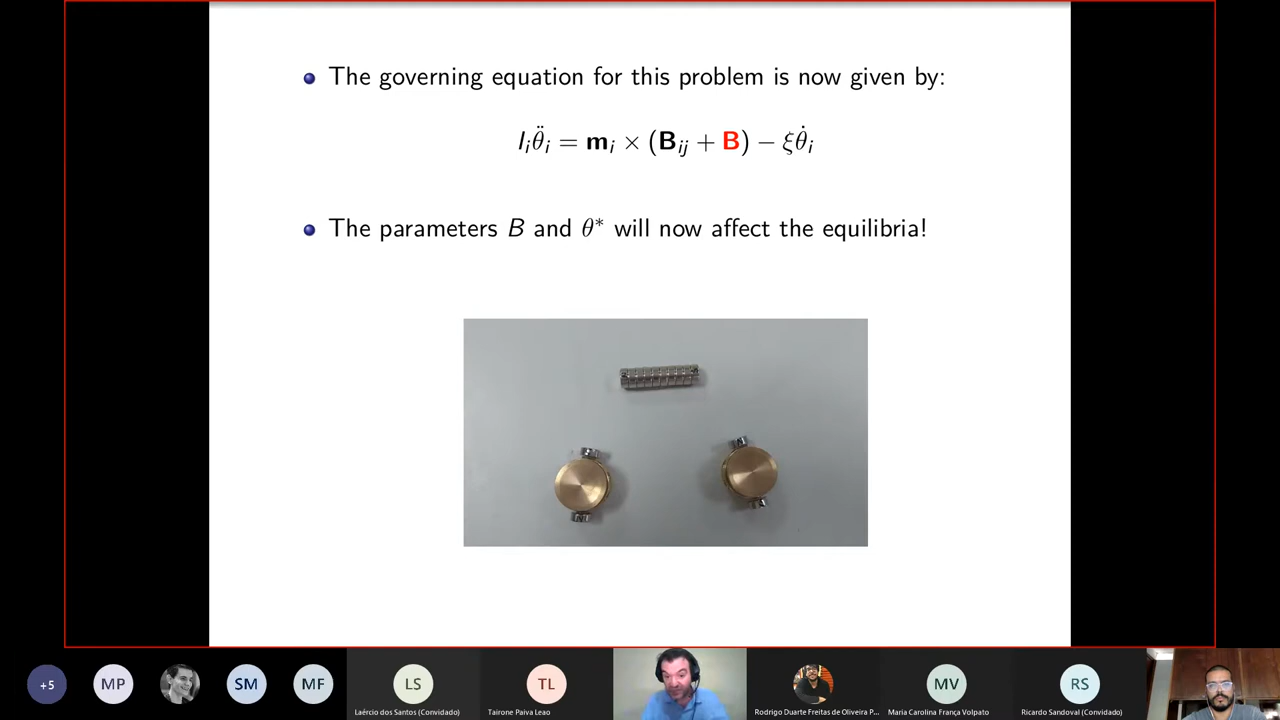 The governing equation for this problem is now given by:
I_i θ̈_i = m_i × (B_ij + B) − ξθ̇_i
The parameters B and θ* will now affect the equilibria!
+5
MP
SM
MF
LS
TL
MV
RS
Laércio dos Santos (Convidado)
Tairone Paiva Leao
Rodrigo Duarte Freitas de Oliveira P...
Maria Carolina França Volpato
Ricardo Sandoval (Convidado)